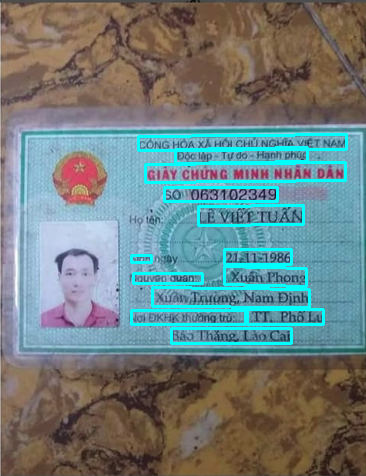 CỘNG HÒA XÃ HỘI CHỦ NGHĨA VIỆT NAM
Độc lập - Tự do - Hạnh phúc
GIẤY CHỨNG MINH NHÂN DÂN
SỐ 063102349
Họ tên: LÊ VIẾT TUẤN
Sinh ngày 21-11-1986
Nguyên quán: Xuân Phong
Xuân Trường, Nam Định
Nơi ĐKHK thường trú: TT. Phố Lu
Bảo Thắng, Lào Cai